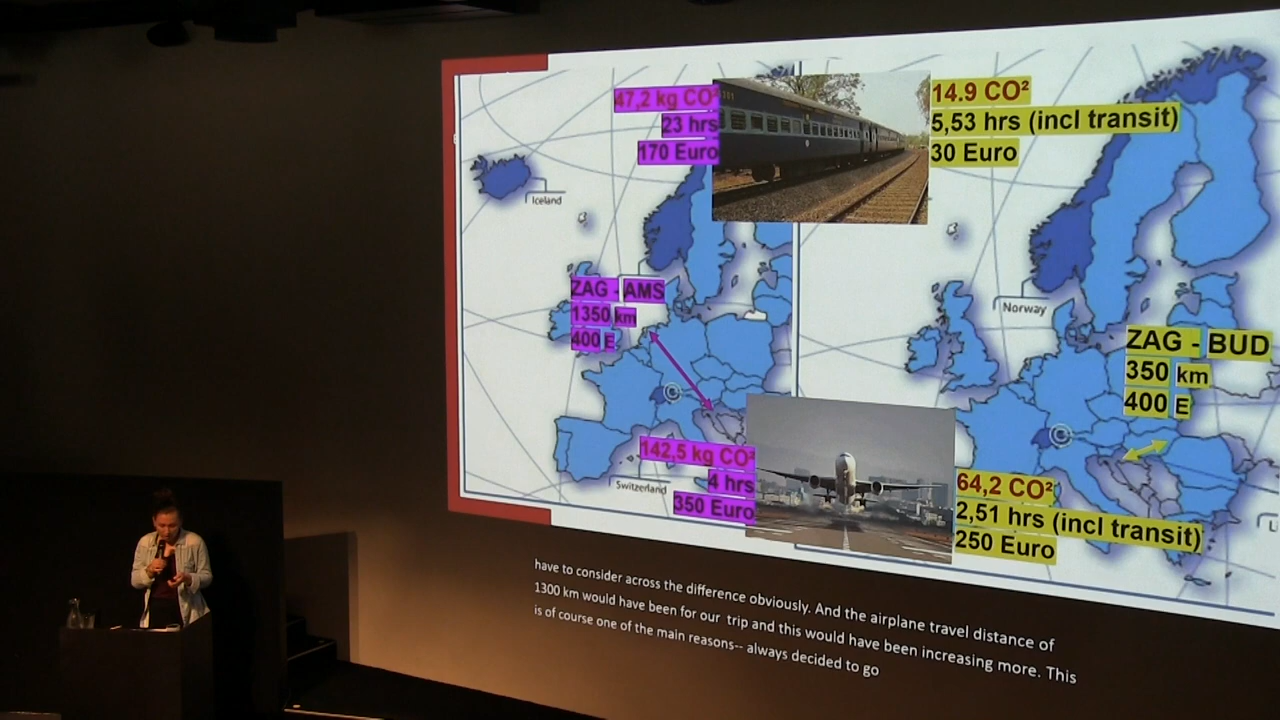 47,2 kg CO²
23 hrs
170 Euro
14.9 CO²
5,53 hrs (incl transit)
30 Euro
Iceland
ZAG - AMS
1350 km
400 E
Norway
ZAG - BUD
350 km
400 E
142,5 kg CO²
4 hrs
350 Euro
Switzerland
64,2 CO²
2,51 hrs (incl transit)
250 Euro
have to consider across the difference obviously. And the airplane travel distance of
1300 km would have been for our trip and this would have been increasing more. This
is of course one of the main reasons-- always decided to go